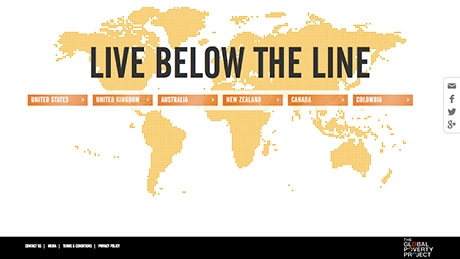 LIVE BELOW THE LINE
UNITED STATES > UNITED KINGDOM > AUSTRALIA > NEW ZEALAND > CANADA > COLOMBIA >
CONTACT US | MEDIA | TERMS & CONDITIONS | PRIVACY POLICY
THE
GLOBAL
POVERTY
PROJECT